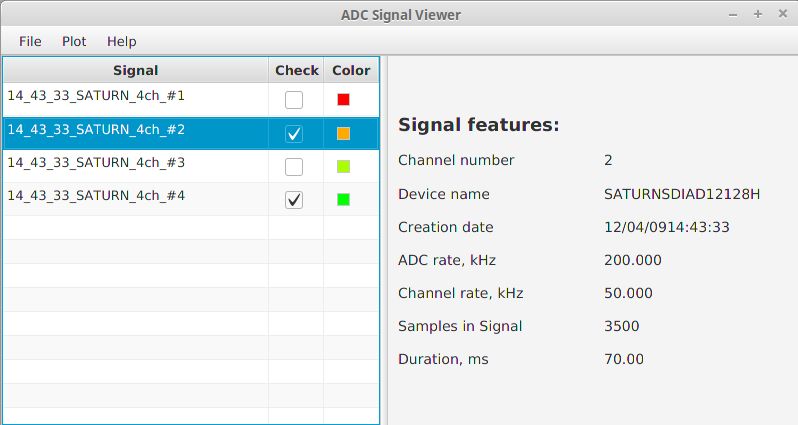 ADC Signal Viewer
File Plot Help
Signal Check Color
14_43_33_SATURN_4ch_#1
14_43_33_SATURN_4ch_#2
14_43_33_SATURN_4ch_#3
14_43_33_SATURN_4ch_#4
Signal features:
Channel number 2
Device name SATURNSDIAD12128H
Creation date 12/04/0914:43:33
ADC rate, kHz 200.000
Channel rate, kHz 50.000
Samples in Signal 3500
Duration, ms 70.00